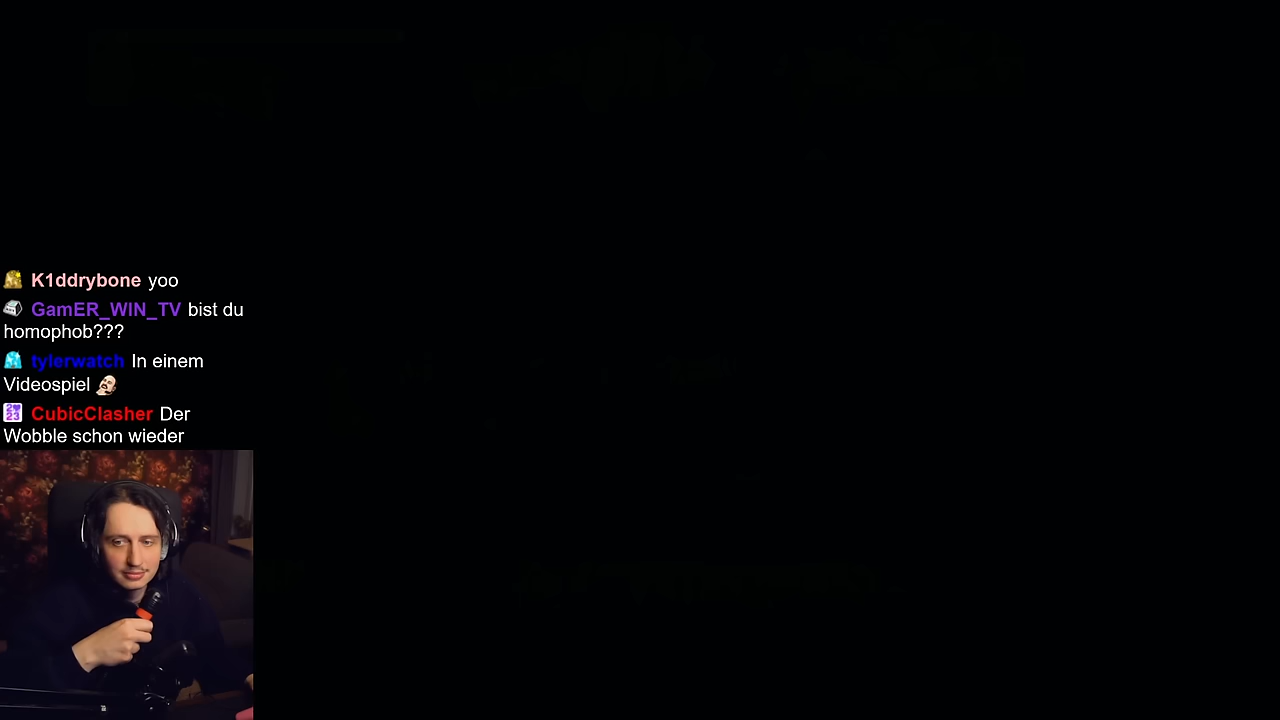 K1ddrybone yoo
GamER_WIN_TV bist du
homophob???
tylerwatch In einem
Videospiel
CubicClasher Der
Wobble schon wieder